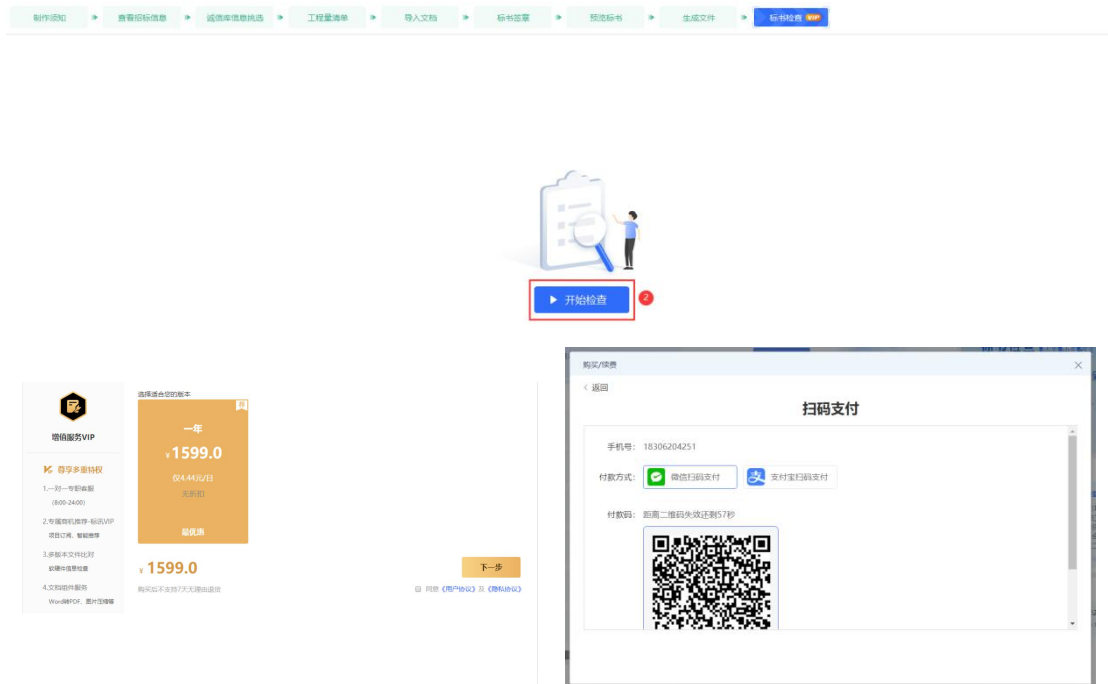 制作须知
查看招标信息
诚信库信息挑选
工程量清单
导入文档
标书签章
预览标书
生成文件
标书检查 VIP
开始检查
2
增值服务VIP
尊享多重特权
1.一对一专职客服
(8:00-24:00)
2.专属商机推荐-标讯VIP
项目订阅、智能推荐
3.多版本文件比对
软硬件信息检查
4.文档组件服务
Word转PDF、图片压缩等
选择适合您的版本
一年
¥1599.0
仅4.44元/日
无折扣
最优惠
¥1599.0
下一步
购买后不支持7天无理由退货
同意《用户协议》及《隐私协议》
购买/续费
返回
扫码支付
手机号: 18306204251
付款方式: 微信扫码支付 支付宝扫码支付
付款码: 距离二维码失效还剩57秒